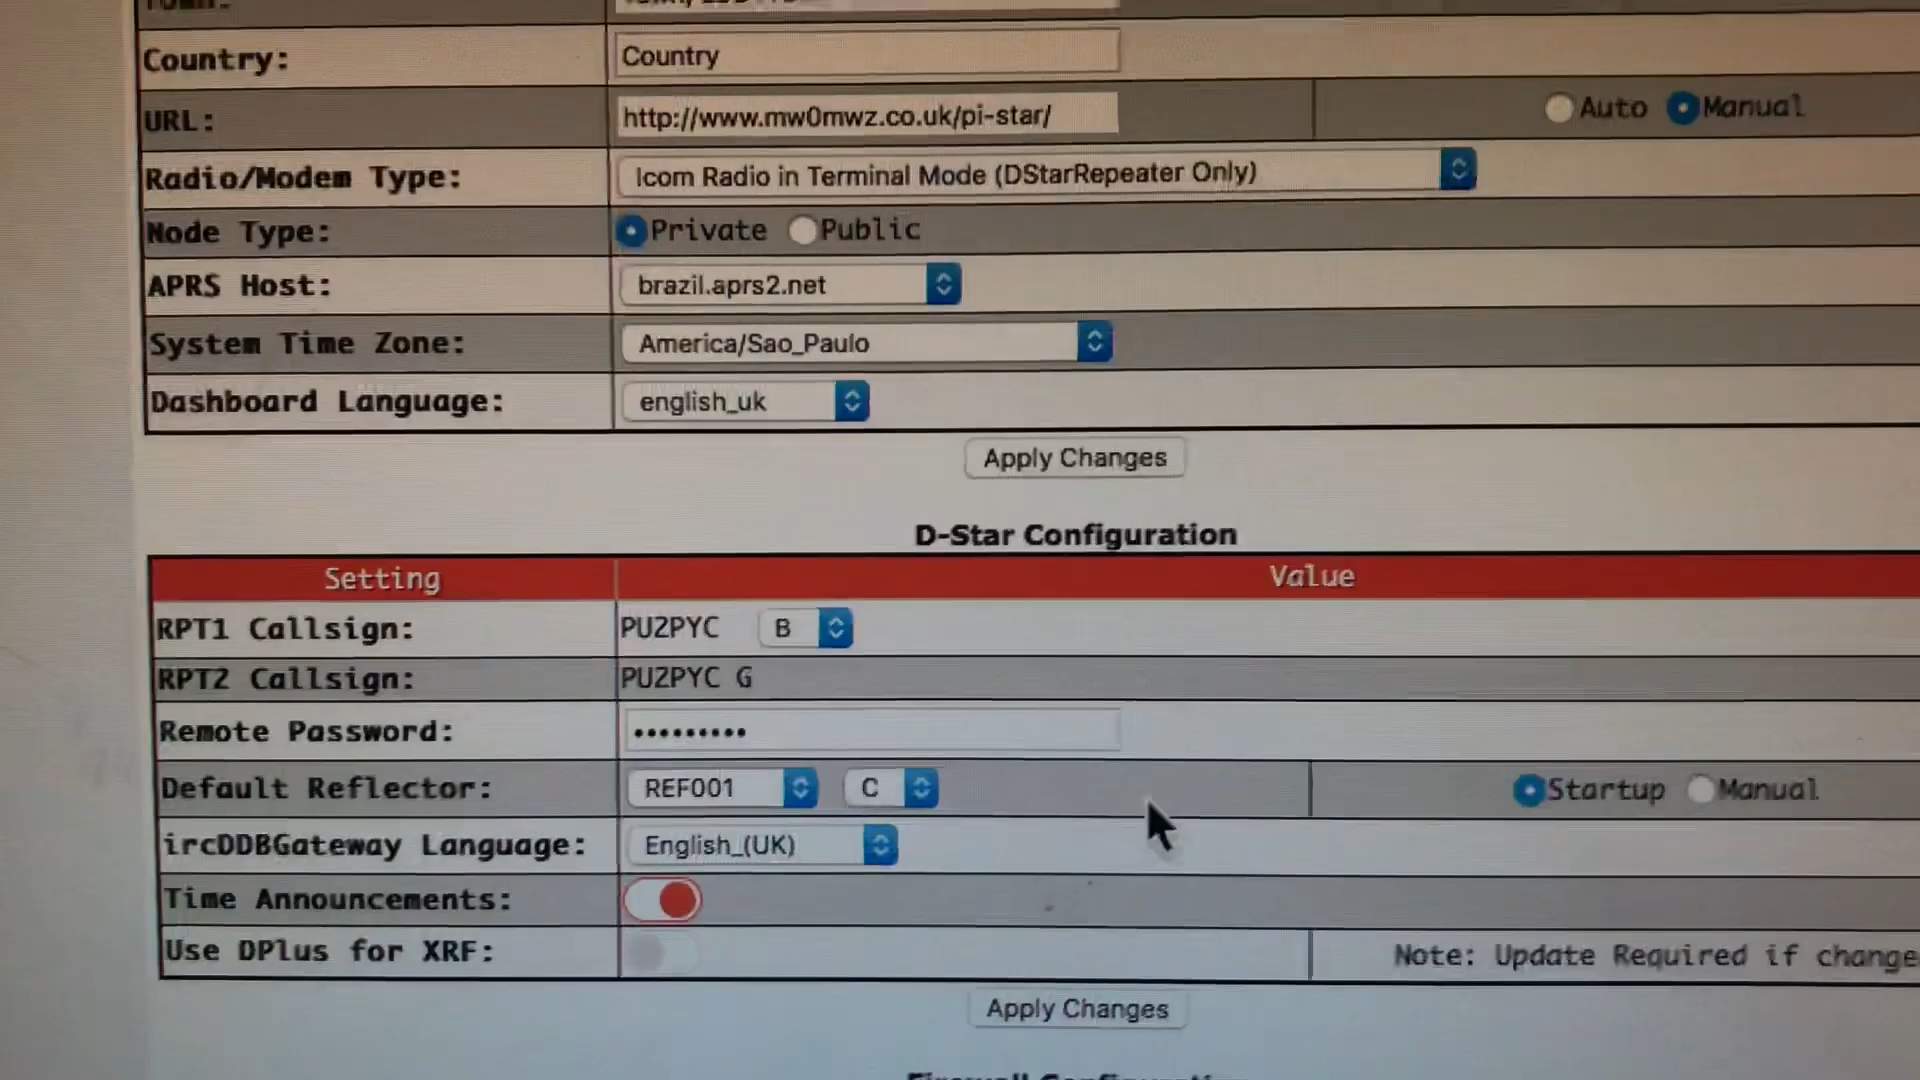 Country: Country
URL: http://www.mw0mwz.co.uk/pi-star/ Auto Manual
Radio/Modem Type: Icom Radio in Terminal Mode (DStarRepeater Only)
Node Type: Private Public
APRS Host: brazil.aprs2.net
System Time Zone: America/Sao_Paulo
Dashboard Language: english_uk
Apply Changes
D-Star Configuration
Setting Value
RPT1 Callsign: PU2PYC B
RPT2 Callsign: PU2PYC G
Remote Password: •••••••••
Default Reflector: REF001 C Startup Manual
ircDDBGateway Language: English_(UK)
Time Announcements:
Use DPlus for XRF: Note: Update Required if change
Apply Changes